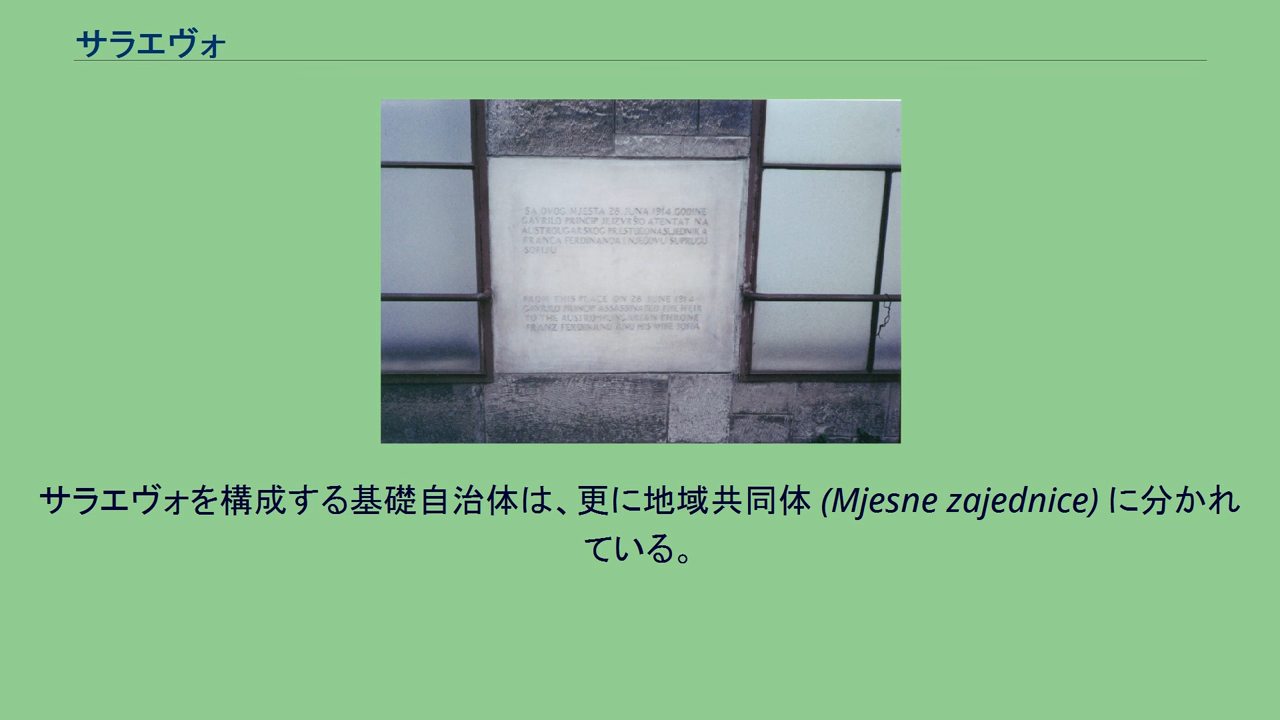 サラエヴォ
SA OVOG MJESTA 28. JUNA 1914. GODINE
GAVRILO PRINCIP JE IZVRŠIO ATENTAT NA
AUSTROUGARSKOG PRESTOLONASLJEDNIKA
FRANCA FERDINANDA I NJEGOVU SUPRUGU
SOFIJU
FROM THIS PLACE ON 28 JUNE 1914
GAVRILO PRINCIP ASSASSINATED THE HEIR
TO THE AUSTROHUNGARIAN THRONE
FRANZ FERDINAND AND HIS WIFE SOFIA
サラエヴォを構成する基礎自治体は、更に地域共同体 (Mjesne zajednice) に分かれ
ている。